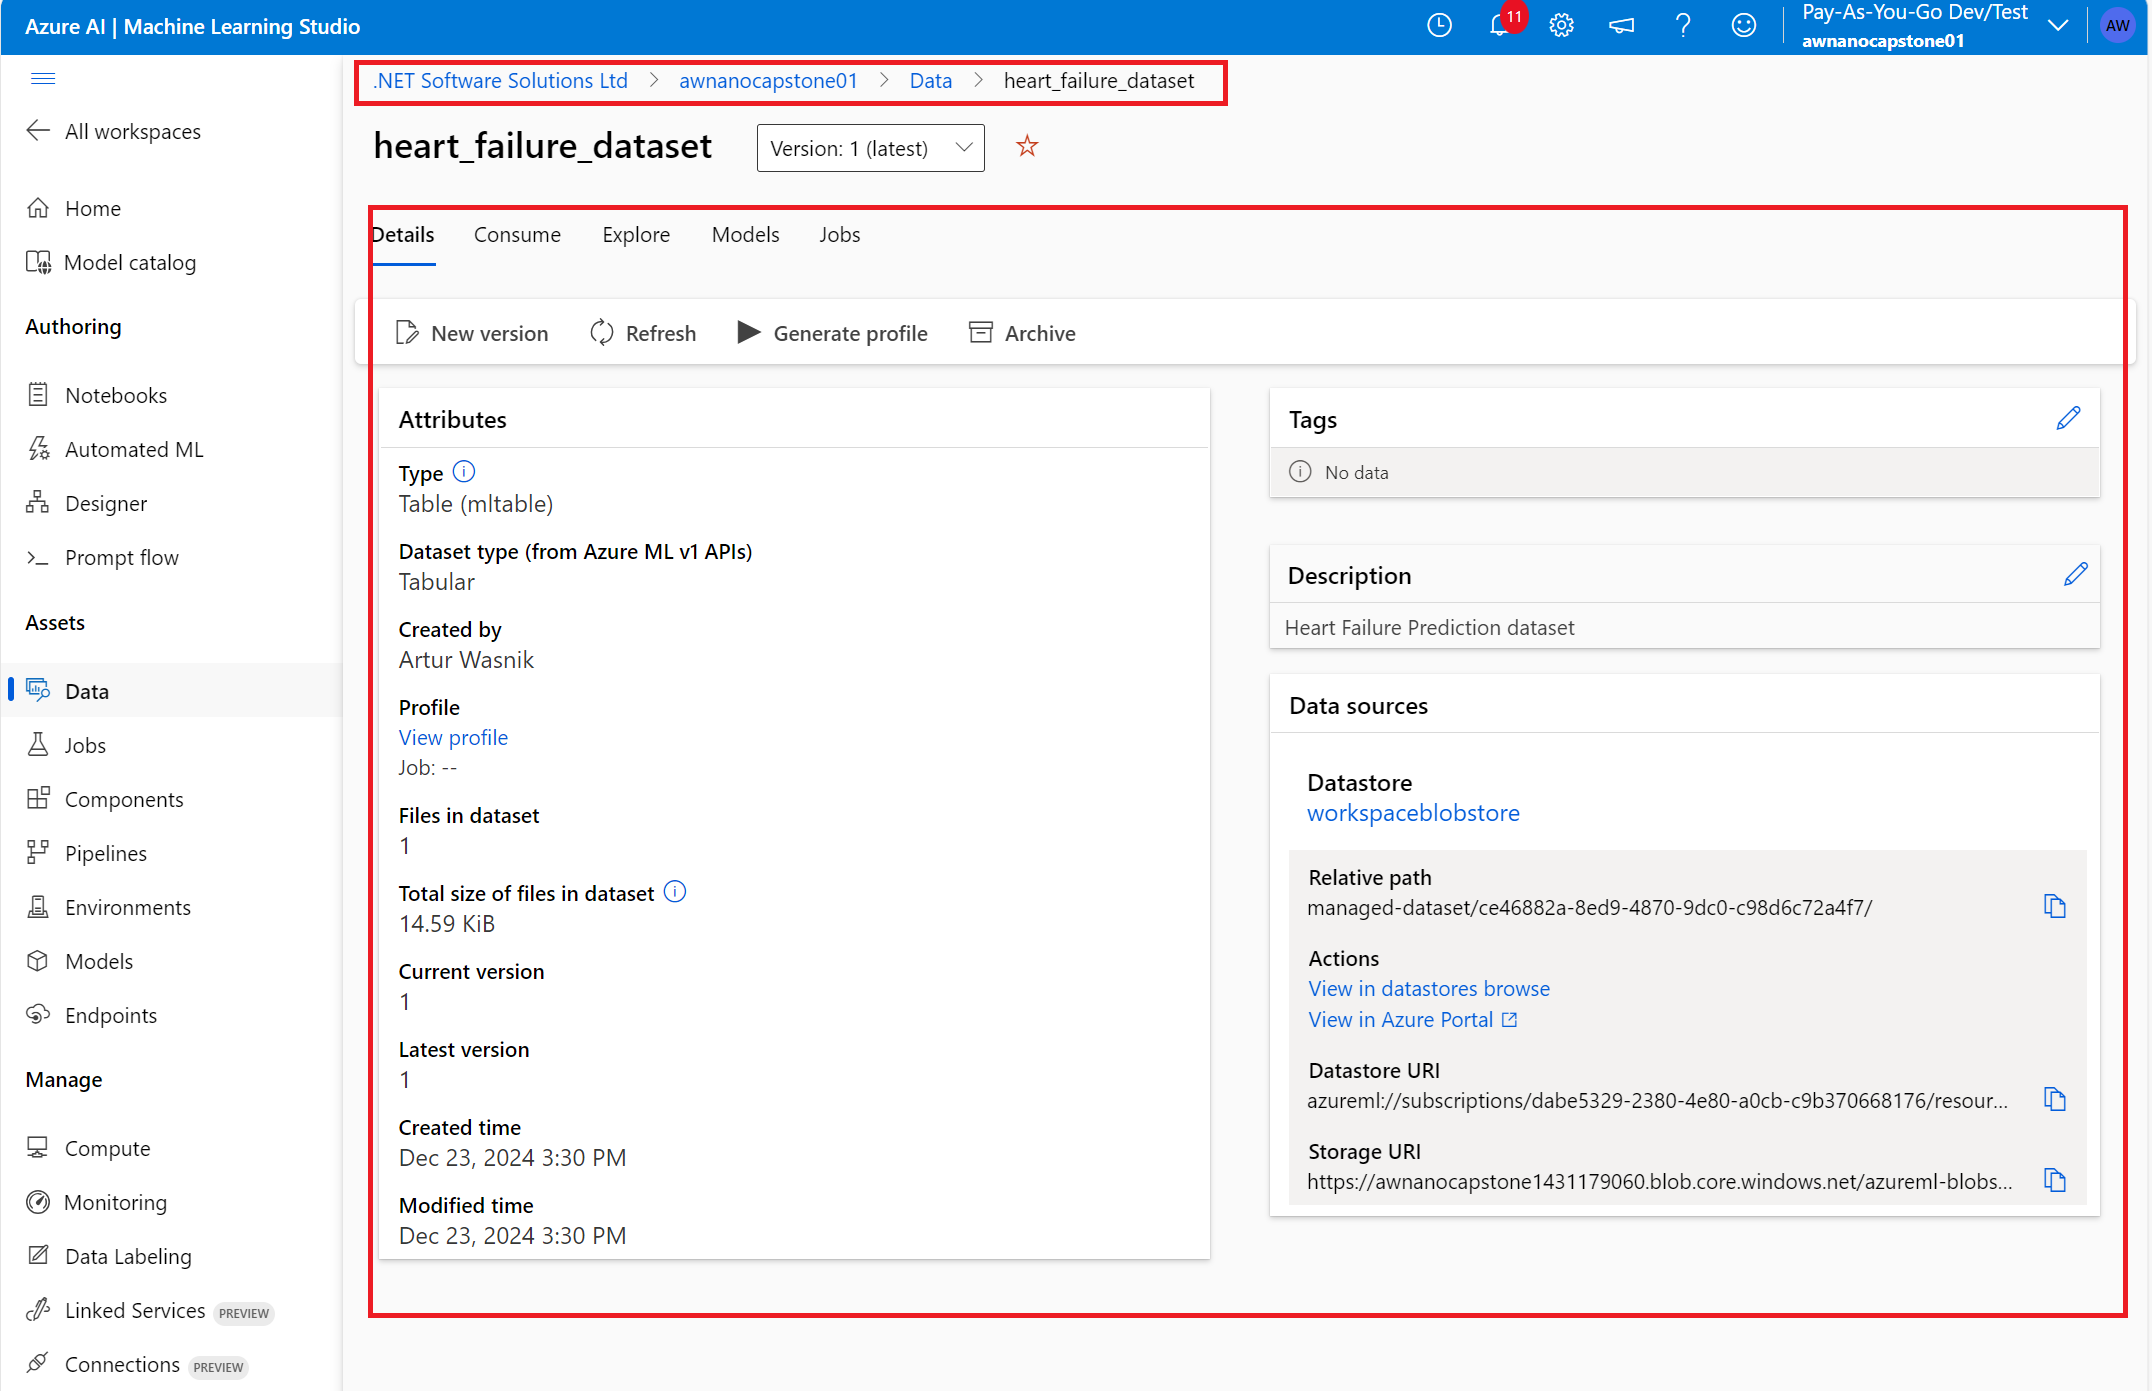 Azure AI | Machine Learning Studio
11
Pay-As-You-Go Dev/Test
awnanocapstone01
AW
All workspaces
Home
Model catalog
Authoring
Notebooks
Automated ML
Designer
Prompt flow
Assets
Data
Jobs
Components
Pipelines
Environments
Models
Endpoints
Manage
Compute
Monitoring
Data Labeling
Linked Services PREVIEW
Connections PREVIEW
.NET Software Solutions Ltd > awnanocapstone01 > Data > heart_failure_dataset
heart_failure_dataset
Version: 1 (latest)
Details Consume Explore Models Jobs
New version Refresh Generate profile Archive
Attributes
Type
Table (mltable)
Dataset type (from Azure ML v1 APIs)
Tabular
Created by
Artur Wasnik
Profile
View profile
Job: --
Files in dataset
1
Total size of files in dataset
14.59 KiB
Current version
1
Latest version
1
Created time
Dec 23, 2024 3:30 PM
Modified time
Dec 23, 2024 3:30 PM
Tags
No data
Description
Heart Failure Prediction dataset
Data sources
Datastore
workspaceblobstore
Relative path
managed-dataset/ce46882a-8ed9-4870-9dc0-c98d6c72a4f7/
Actions
View in datastores browse
View in Azure Portal
Datastore URI
azureml://subscriptions/dabe5329-2380-4e80-a0cb-c9b370668176/resour...
Storage URI
https://awnanocapstone1431179060.blob.core.windows.net/azureml-blobs...